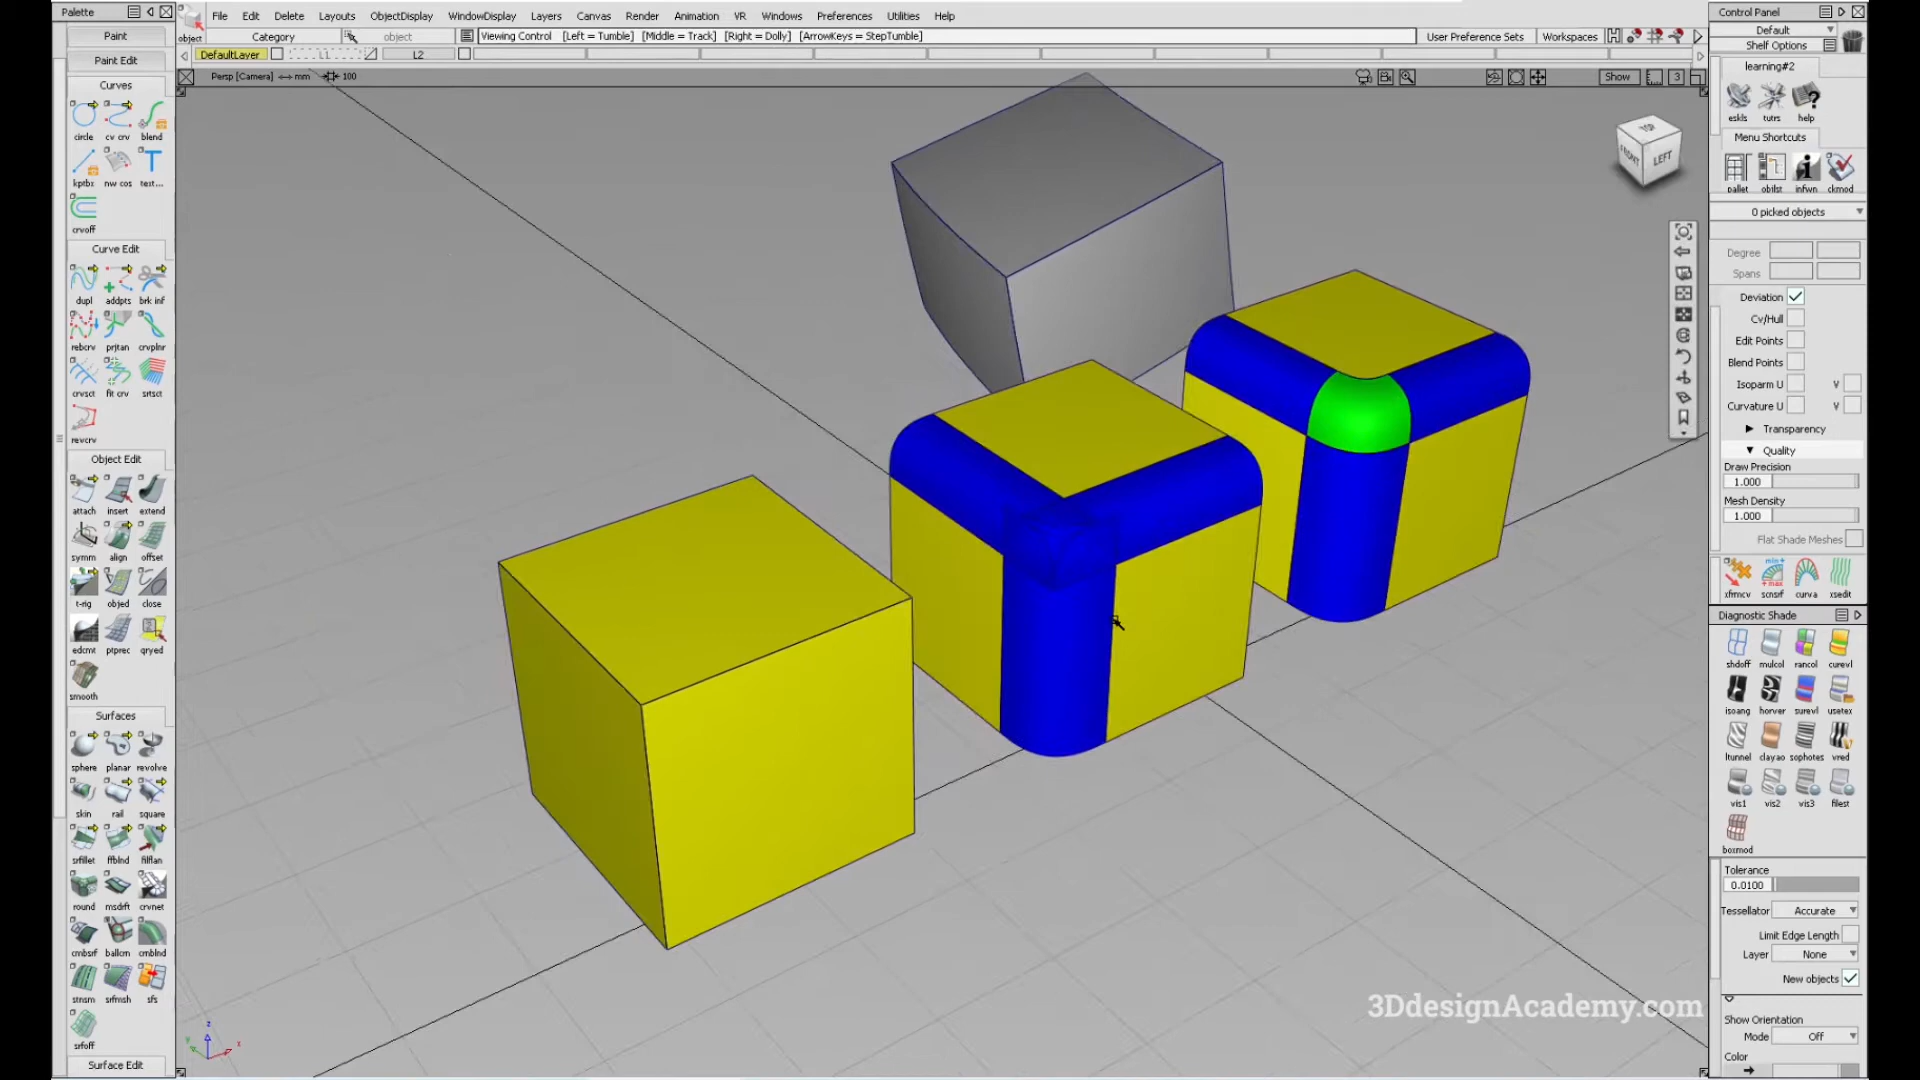 Palette
File Edit Delete Layouts ObjectDisplay WindowDisplay Layers Canvas Render Animation VR Windows Preferences Utilities Help
object Category object Viewing Control [Left = Tumble] [Middle = Track] [Right = Dolly] [ArrowKeys = StepTumble] User Preference Sets Workspaces
DefaultLayer L1 L2
Persp [Camera] mm 100 Show 3
Paint
Paint Edit
Curves
circle cv crv blend
kptbx nw cos text...
crvoff
Curve Edit
dupl addpts brk inf
rebcrv prjtan crvplnr
crvsct fit crv srtsct
revcrv
Object Edit
attach insert extend
symm align offset
t-rig objed close
edcmt ptprec qryed
smooth
Surfaces
sphere planar revolve
skin rail square
srfillet ffblnd filflan
round msdrft crvnet
cmbsrf ballcrn cmblnd
stnsm srfmsh sfs
srfoff
Surface Edit
TOP
FRONT LEFT
z
y x
3DdesignAcademy.com
Control Panel
Default
Shelf Options
learning#2
eskls tutrs help
Menu Shortcuts
pallet objlst infwn ckmod
0 picked objects
Degree
Spans
Deviation
Cv/Hull
Edit Points
Blend Points
Isoparm U V
Curvature U V
Transparency
Quality
Draw Precision
1.000
Mesh Density
1.000
Flat Shade Meshes
xfrmcv scnsrf curva xsedit
Diagnostic Shade
shdoff mulcol rancol curevl
isoang horver surevl usetex
ltunnel clayao sophotes vred
vis1 vis2 vis3 filest
boxmod
Tolerance
0.0100
Tessellator Accurate
Limit Edge Length
Layer None
New objects
Show Orientation
Mode Off
Color